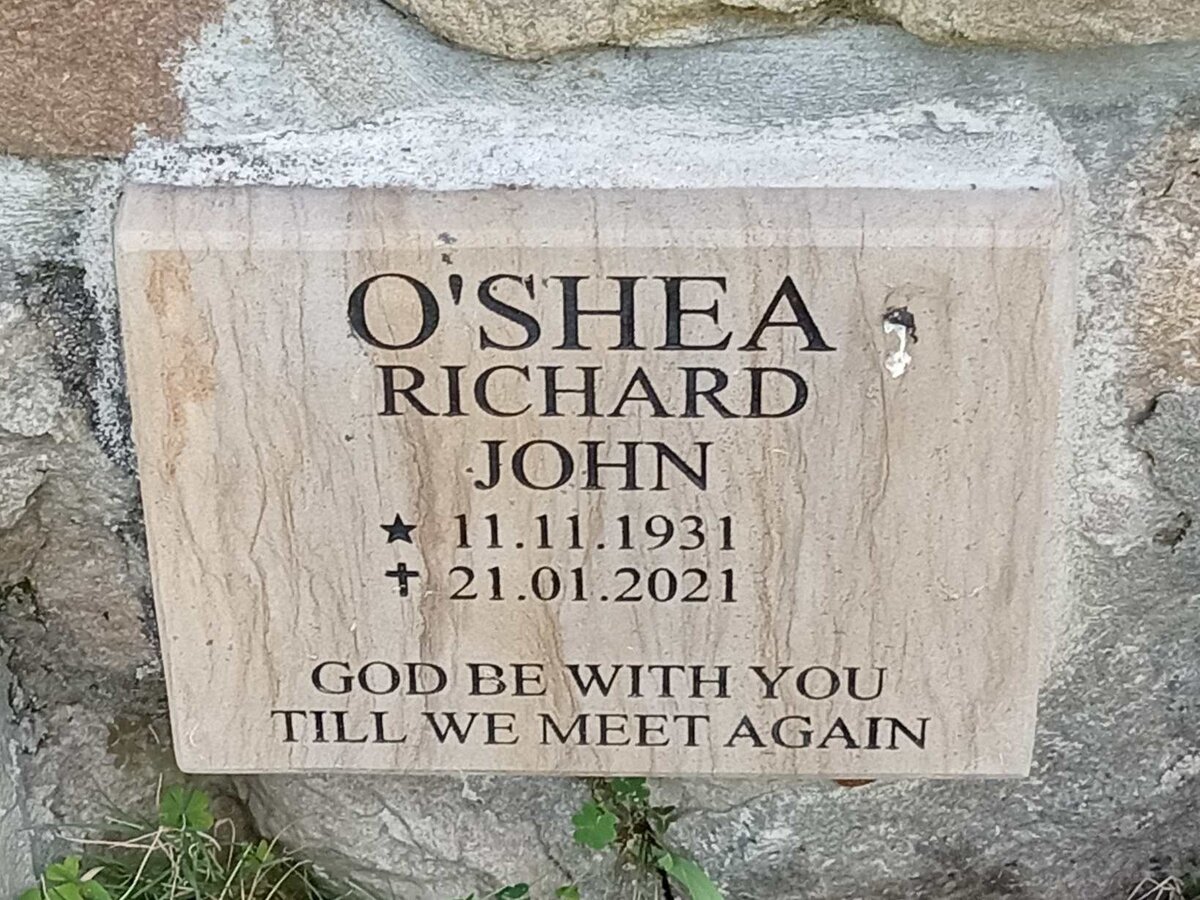 O'SHEA
RICHARD
JOHN
★ 11.11.1931
✝ 21.01.2021
GOD BE WITH YOU
TILL WE MEET AGAIN